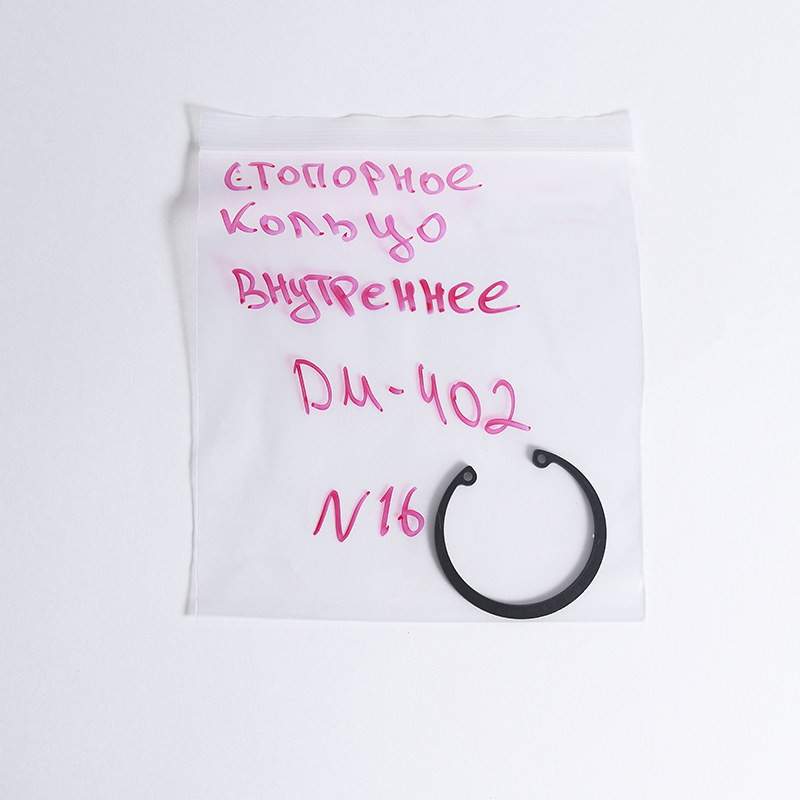 стопорное
кольцо
внутреннее
DM-402
N16